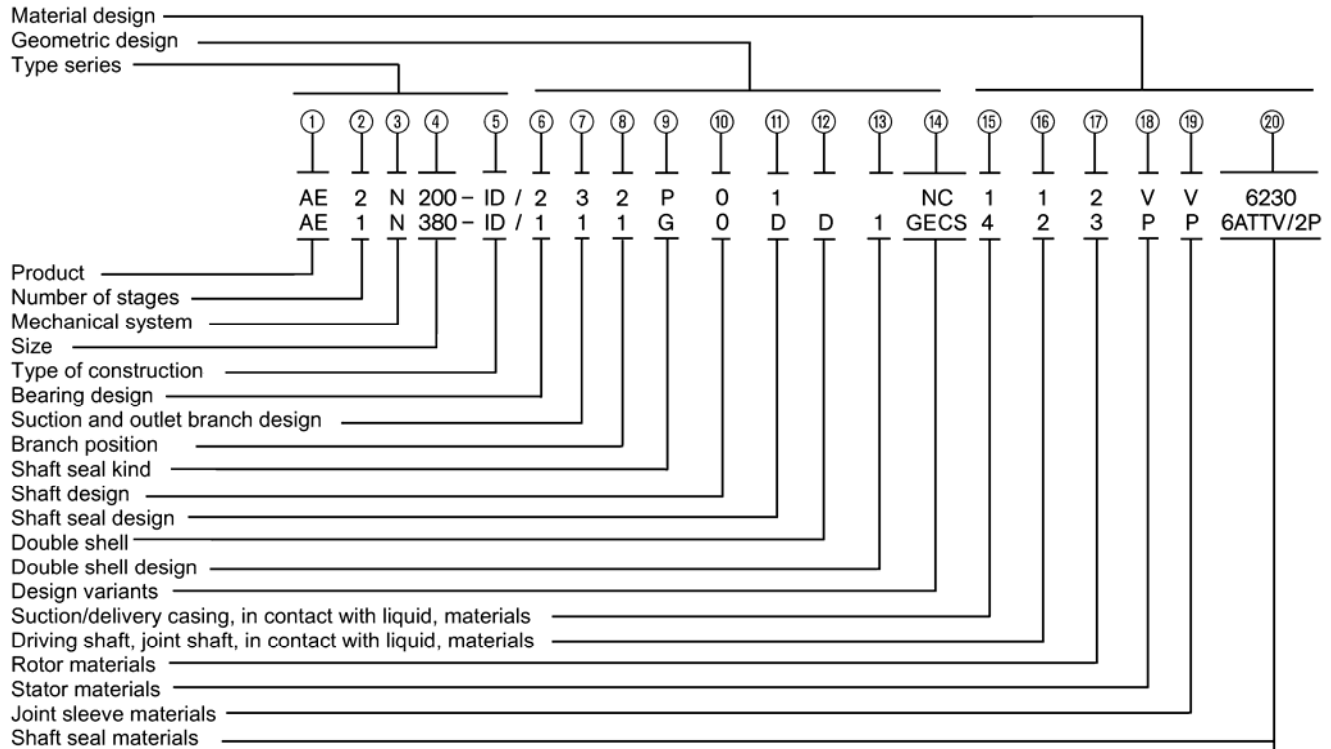 Material design
Geometric design
Type series
① ② ③ ④ ⑤ ⑥ ⑦ ⑧ ⑨ ⑩ ⑪ ⑫ ⑬ ⑭ ⑮ ⑯ ⑰ ⑱ ⑲ ⑳
AE 2 N 200 – ID / 2 3 2 P 0 1 NC 1 1 2 V V 6230
AE 1 N 380 – ID / 1 1 1 G 0 D D 1 GECS 4 2 3 P P 6ATTV/2P
Product
Number of stages
Mechanical system
Size
Type of construction
Bearing design
Suction and outlet branch design
Branch position
Shaft seal kind
Shaft design
Shaft seal design
Double shell
Double shell design
Design variants
Suction/delivery casing, in contact with liquid, materials
Driving shaft, joint shaft, in contact with liquid, materials
Rotor materials
Stator materials
Joint sleeve materials
Shaft seal materials